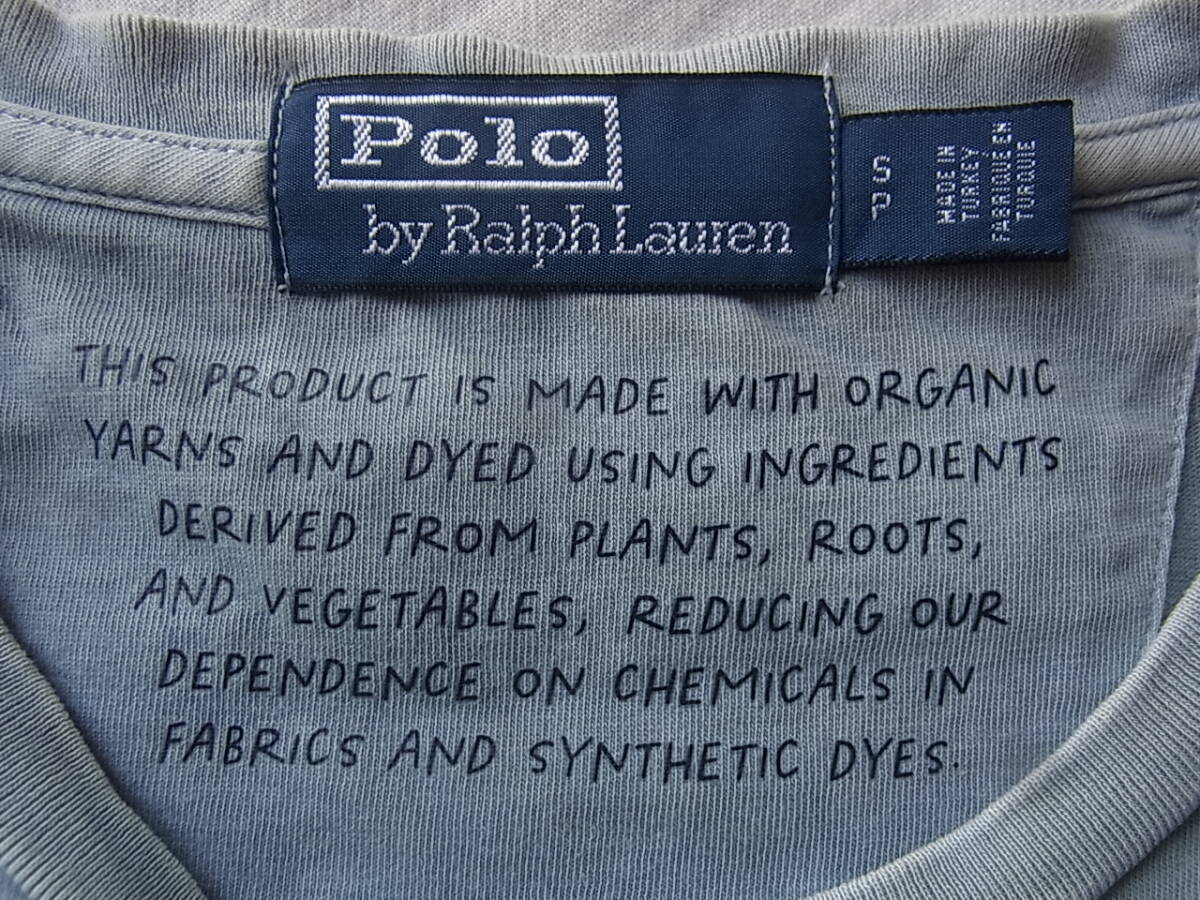 Polo
by Ralph Lauren
S
P
MADE IN
TURKEY
FABRIQUÉ EN
TURQUIE
THIS PRODUCT IS MADE WITH ORGANIC
YARNS AND DYED USING INGREDIENTS
DERIVED FROM PLANTS, ROOTS,
AND VEGETABLES, REDUCING OUR
DEPENDENCE ON CHEMICALS IN
FABRICS AND SYNTHETIC DYES.